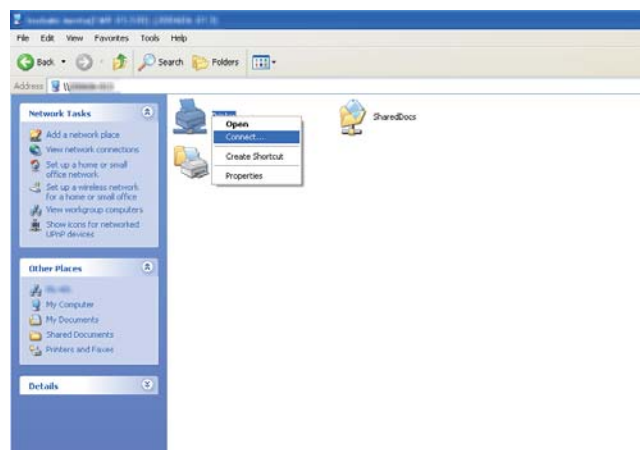 File Edit View Favorites Tools Help
Back Search Folders
Address
Network Tasks
Add a network place
View network connections
Set up a home or small
office network
Set up a wireless network
for a home or small office
View workgroup computers
Show icons for networked
UPnP devices
Other Places
My Computer
My Documents
Shared Documents
Printers and Faxes
Details
Open
Connect...
Create Shortcut
Properties
SharedDocs